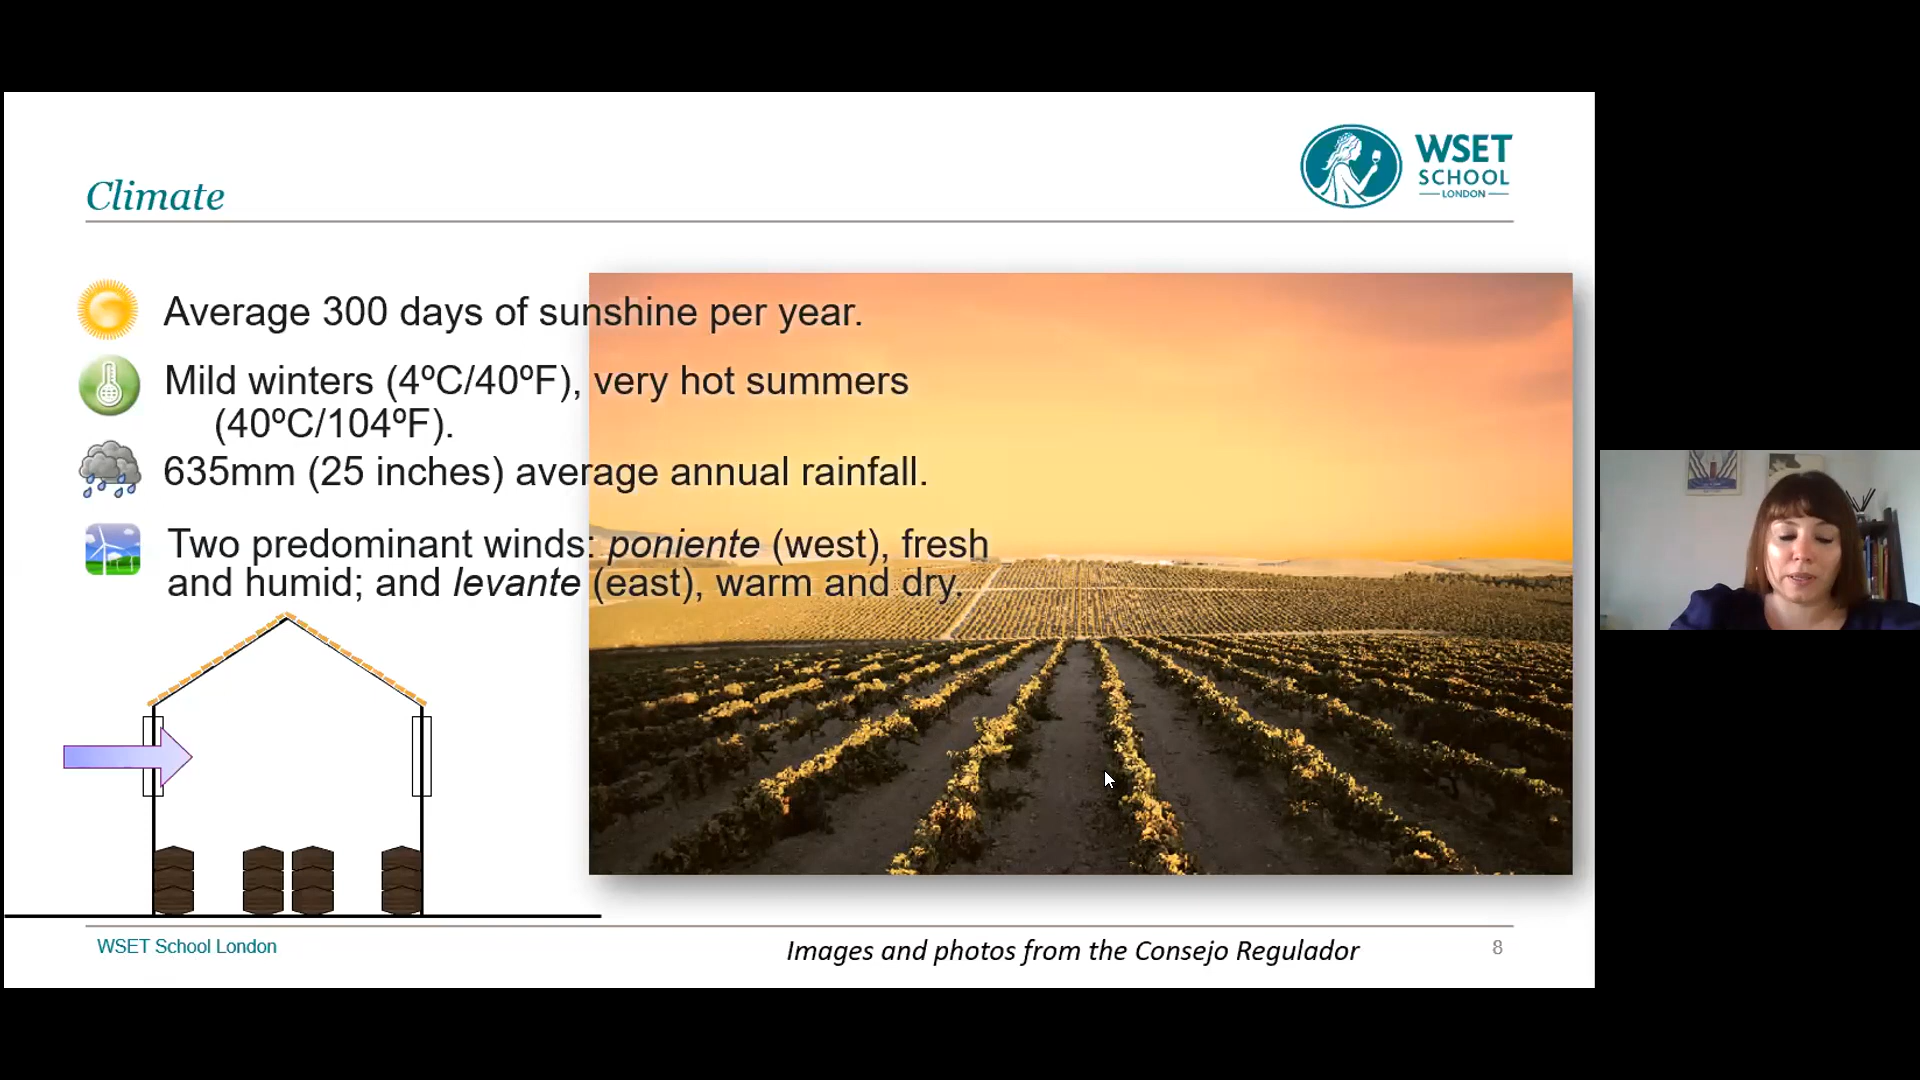 WSET
SCHOOL
LONDON
Climate
Average 300 days of sunshine per year.
Mild winters (4ºC/40ºF), very hot summers
(40ºC/104ºF).
635mm (25 inches) average annual rainfall.
Two predominant winds: poniente (west), fresh
and humid; and levante (east), warm and dry.
WSET School London
Images and photos from the Consejo Regulador
8